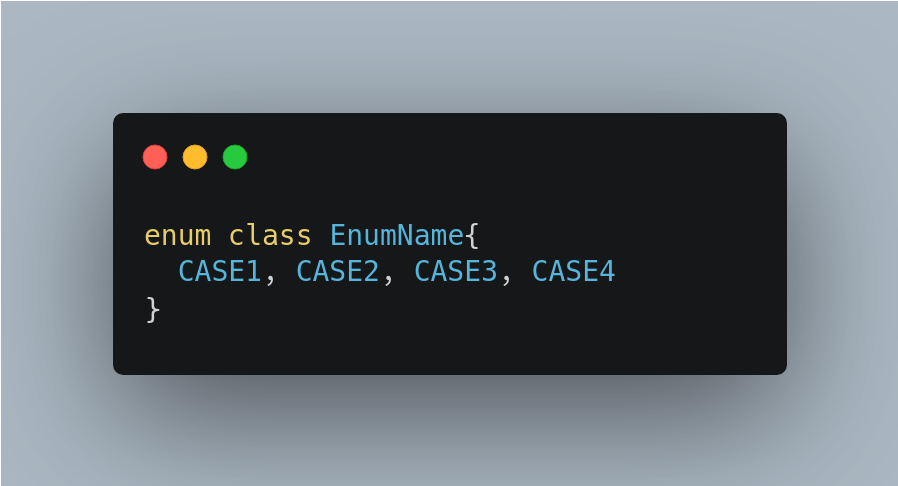 enum class EnumName{
  CASE1, CASE2, CASE3, CASE4
}